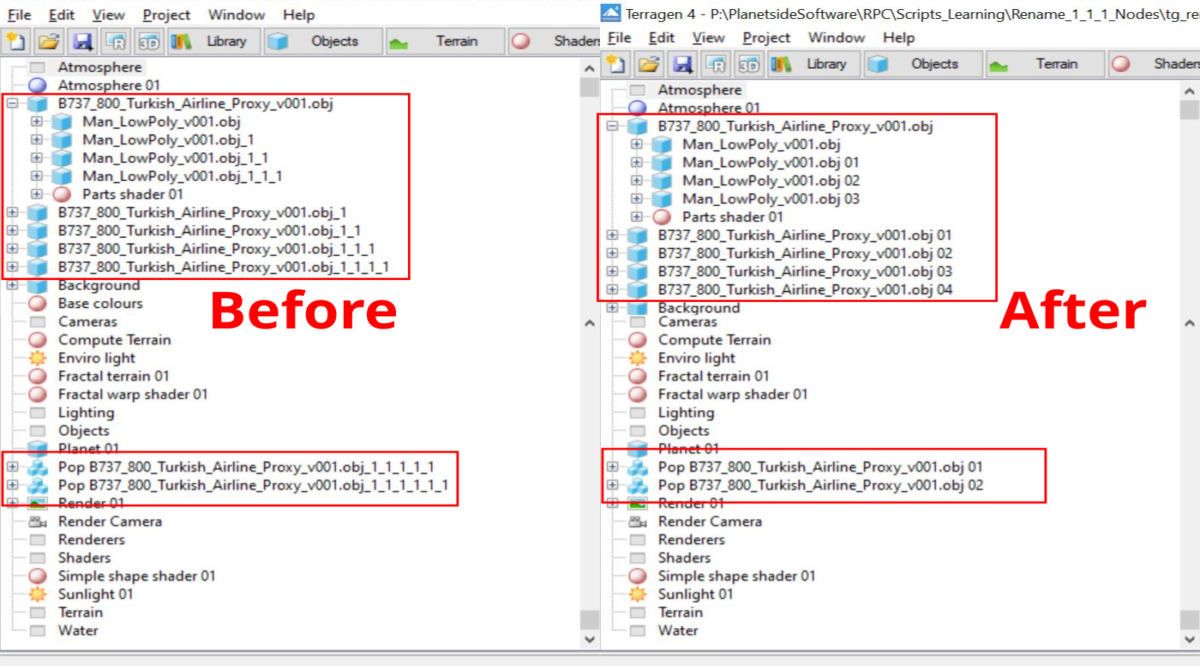 File Edit View Project Window Help
Library Objects Terrain Shaders
Atmosphere
Atmosphere 01
B737_800_Turkish_Airline_Proxy_v001.obj
Man_LowPoly_v001.obj
Man_LowPoly_v001.obj_1
Man_LowPoly_v001.obj_1_1
Man_LowPoly_v001.obj_1_1_1
Parts shader 01
B737_800_Turkish_Airline_Proxy_v001.obj_1
B737_800_Turkish_Airline_Proxy_v001.obj_1_1
B737_800_Turkish_Airline_Proxy_v001.obj_1_1_1
B737_800_Turkish_Airline_Proxy_v001.obj_1_1_1_1
Background
Base colours
Cameras
Compute Terrain
Enviro light
Fractal terrain 01
Fractal warp shader 01
Lighting
Objects
Planet 01
Pop B737_800_Turkish_Airline_Proxy_v001.obj_1_1_1_1_1
Pop B737_800_Turkish_Airline_Proxy_v001.obj_1_1_1_1_1_1
Render 01
Render Camera
Renderers
Shaders
Simple shape shader 01
Sunlight 01
Terrain
Water
Before
Terragen 4 - P:\PlanetsideSoftware\RPC\Scripts_Learning\Rename_1_1_1_Nodes\tg_re
File Edit View Project Window Help
Library Objects Terrain Shaders
Atmosphere
Atmosphere 01
B737_800_Turkish_Airline_Proxy_v001.obj
Man_LowPoly_v001.obj
Man_LowPoly_v001.obj 01
Man_LowPoly_v001.obj 02
Man_LowPoly_v001.obj 03
Parts shader 01
B737_800_Turkish_Airline_Proxy_v001.obj 01
B737_800_Turkish_Airline_Proxy_v001.obj 02
B737_800_Turkish_Airline_Proxy_v001.obj 03
B737_800_Turkish_Airline_Proxy_v001.obj 04
Background
Cameras
Compute Terrain
Enviro light
Fractal terrain 01
Fractal warp shader 01
Lighting
Objects
Planet 01
Pop B737_800_Turkish_Airline_Proxy_v001.obj 01
Pop B737_800_Turkish_Airline_Proxy_v001.obj 02
Render 01
Render Camera
Renderers
Shaders
Simple shape shader 01
Sunlight 01
Terrain
Water
After